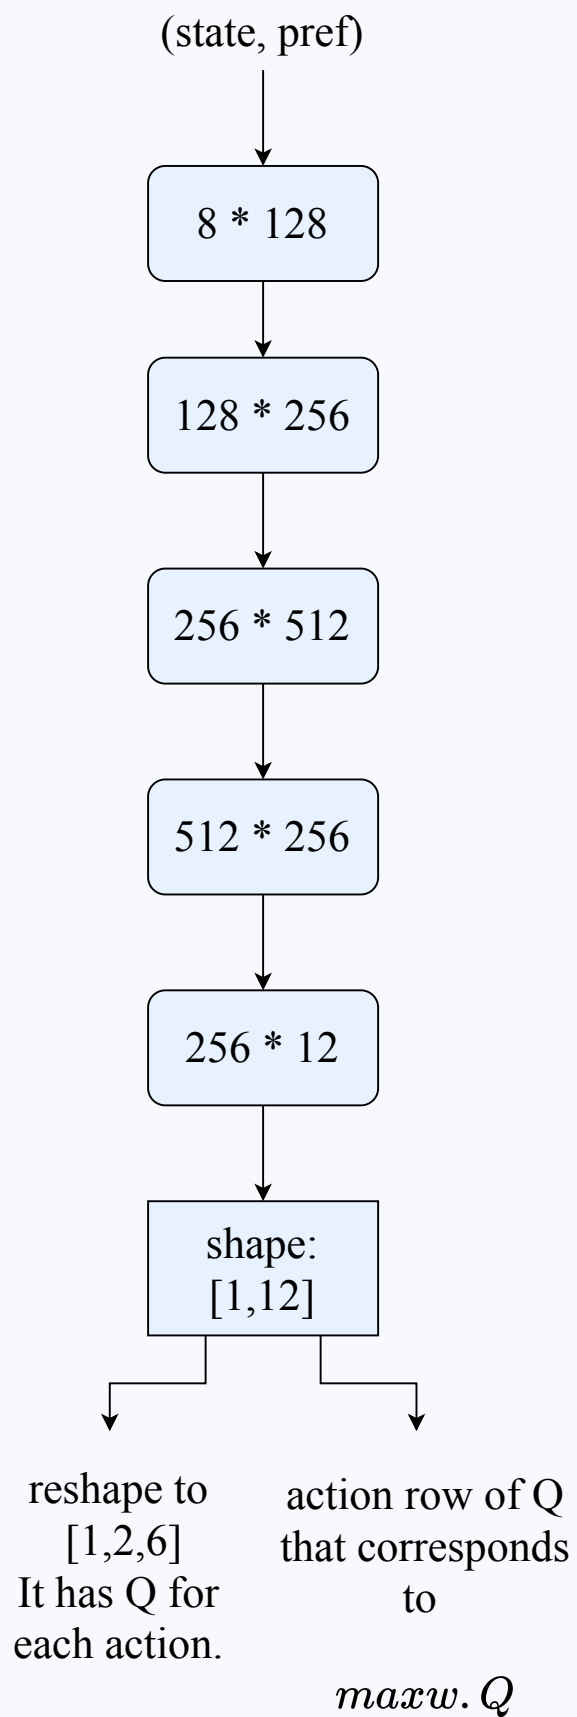 (state, pref)
8 * 128
128 * 256
256 * 512
512 * 256
256 * 12
shape:
[1,12]
reshape to
[1,2,6]
It has Q for
each action.
action row of Q
that corresponds
to
maxw.Q